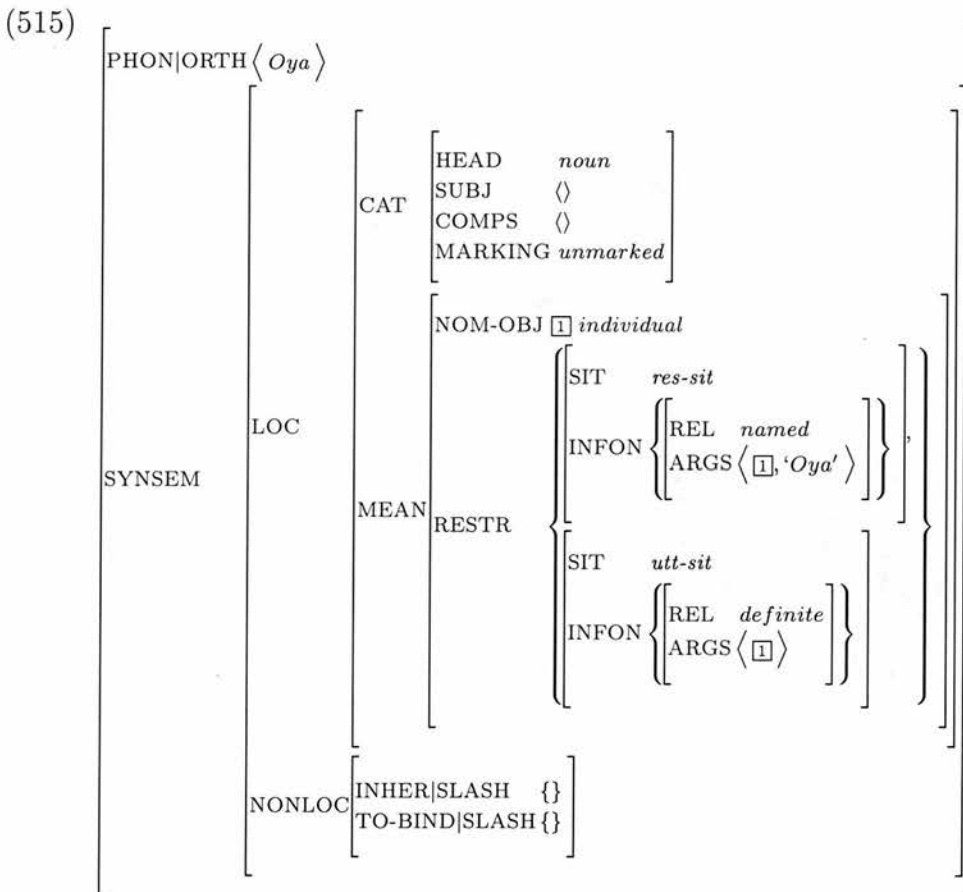 (515)
PHON|ORTH ⟨ Oya ⟩
HEAD noun
SUBJ ⟨⟩
CAT
COMPS ⟨⟩
MARKING unmarked
NOM-OBJ [1] individual
SIT res-sit
LOC
REL named
INFON
ARGS ⟨ [1], ‘Oya’ ⟩
SYNSEM
MEAN
RESTR
SIT utt-sit
REL definite
INFON
ARGS ⟨ [1] ⟩
INHER|SLASH {}
NONLOC
TO-BIND|SLASH {}